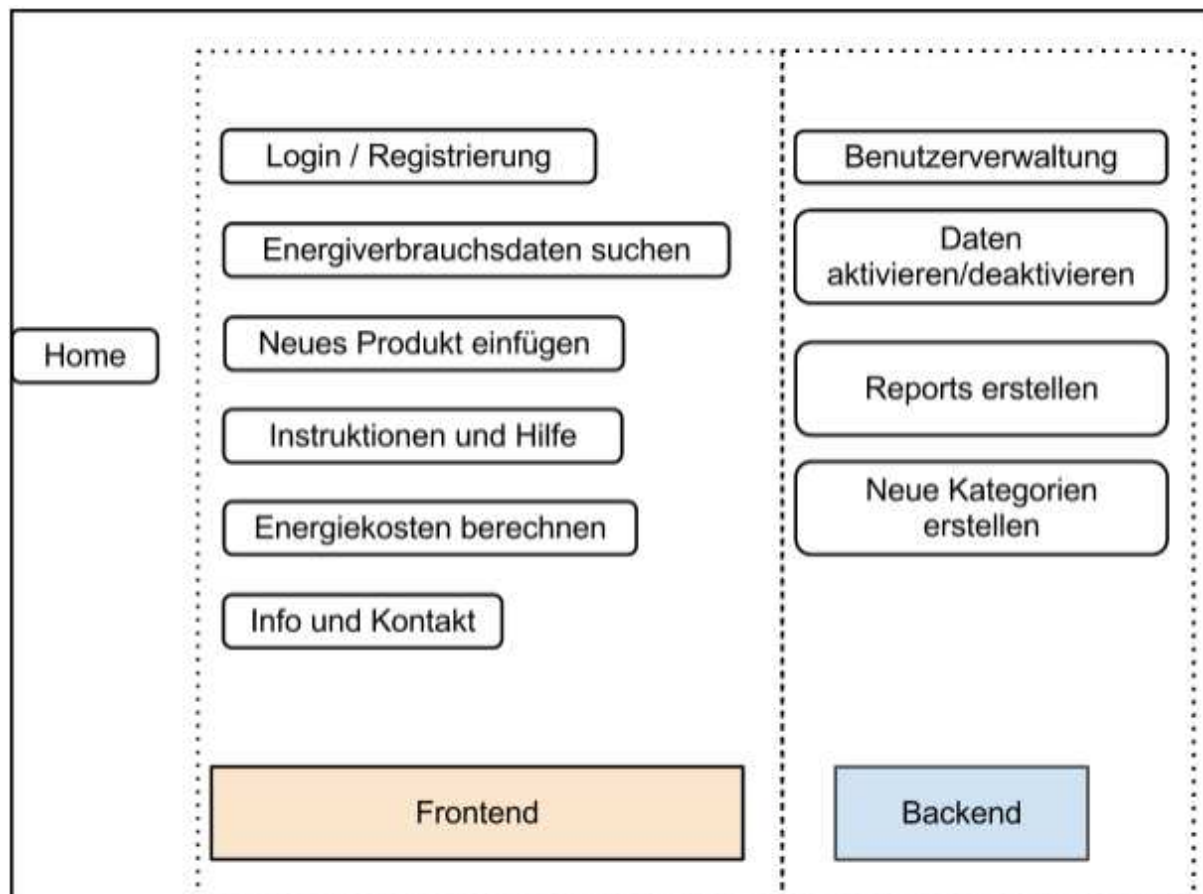 Home
Login / Registrierung
Energiverbrauchsdaten suchen
Neues Produkt einfügen
Instruktionen und Hilfe
Energiekosten berechnen
Info und Kontakt
Frontend
Benutzerverwaltung
Daten
aktivieren/deaktivieren
Reports erstellen
Neue Kategorien
erstellen
Backend